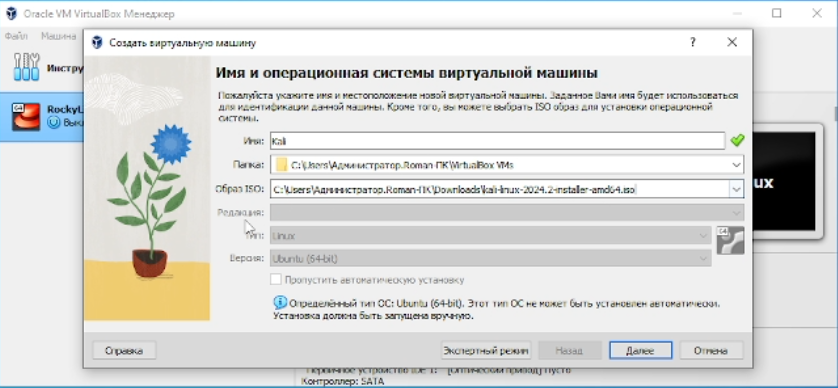 Oracle VM VirtualBox Менеджер
Файл Машина
Инстру
64
RockyL
Выкл
Создать виртуальную машину
?
Имя и операционная системы виртуальной машины
Пожалуйста укажите имя и местоположение новой виртуальной машины. Заданное Вами имя будет использоваться
для идентификации данной машины. Кроме того, вы можете выбрать ISO образ для установки операционной
системы.
Имя: Kali
Папка: C:\Users\Администратор.Roman-ПК\VirtualBox VMs
Образ ISO: C:\Users\Администратор.Roman-ПК\Downloads\kali-linux-2024.2-installer-amd64.iso
Редакция:
Тип: Linux
64
Версия: Ubuntu (64-bit)
Пропустить автоматическую установку
Определённый тип ОС: Ubuntu (64-bit). Этот тип ОС не может быть установлен автоматически.
Установка должна быть запущена вручную.
Справка Экспертный режим Назад Далее Отмена
ux
Первичное устройство IDE 1: [Оптический привод] Пусто
Контроллер: SATA